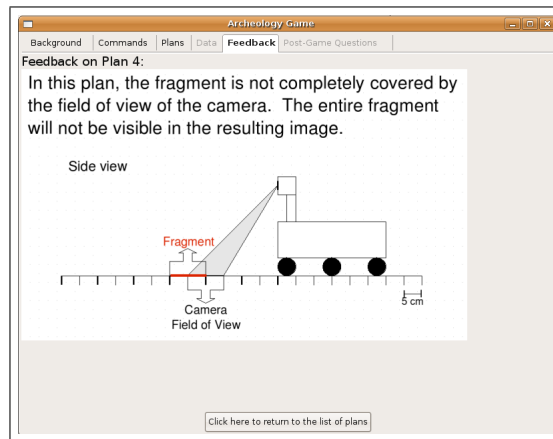 Archeology Game
Background Commands Plans Data Feedback Post-Game Questions
Feedback on Plan 4:
In this plan, the fragment is not completely covered by
the field of view of the camera. The entire fragment
will not be visible in the resulting image.
Side view
Fragment
5 cm
Camera
Field of View
Click here to return to the list of plans